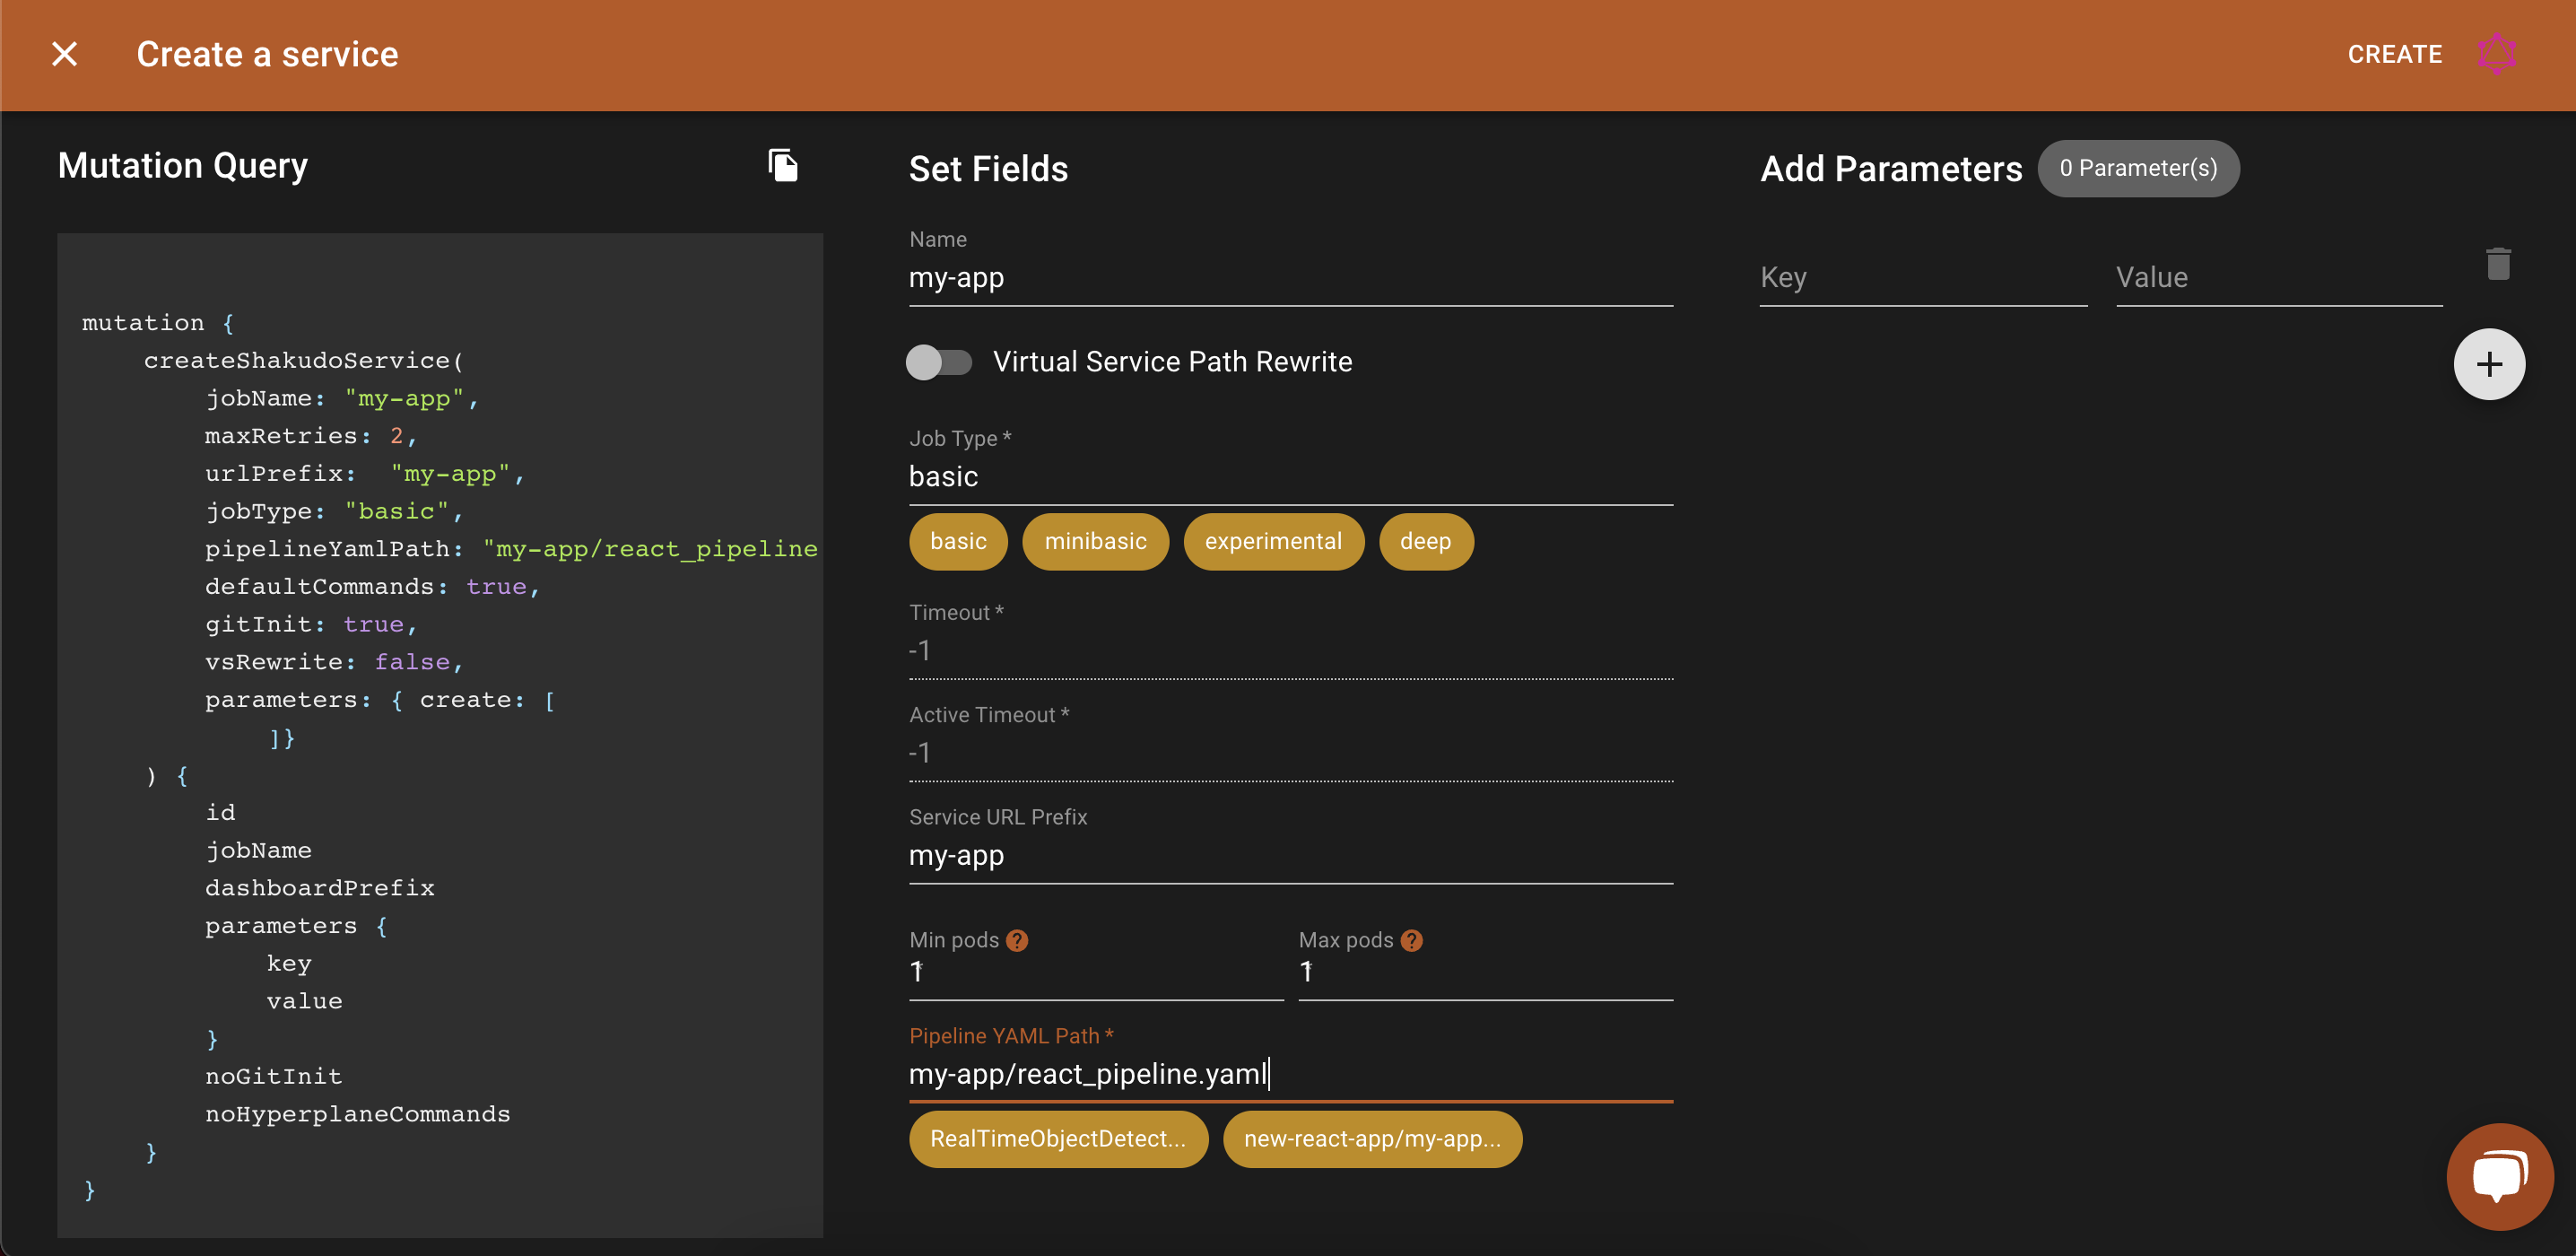 Create a service
CREATE
Mutation Query
mutation {
createShakudoService(
jobName: "my-app",
maxRetries: 2,
urlPrefix: "my-app",
jobType: "basic",
pipelineYamlPath: "my-app/react_pipeline
defaultCommands: true,
gitInit: true,
vsRewrite: false,
parameters: { create: [
]}
) {
id
jobName
dashboardPrefix
parameters {
key
value
}
noGitInit
noHyperplaneCommands
}
}
Set Fields
Name
my-app
Virtual Service Path Rewrite
Job Type *
basic
basic minibasic experimental deep
Timeout *
-1
Active Timeout *
-1
Service URL Prefix
my-app
Min pods ? Max pods ?
1 1
Pipeline YAML Path *
my-app/react_pipeline.yaml
RealTimeObjectDetect... new-react-app/my-app...
Add Parameters 0 Parameter(s)
Key Value